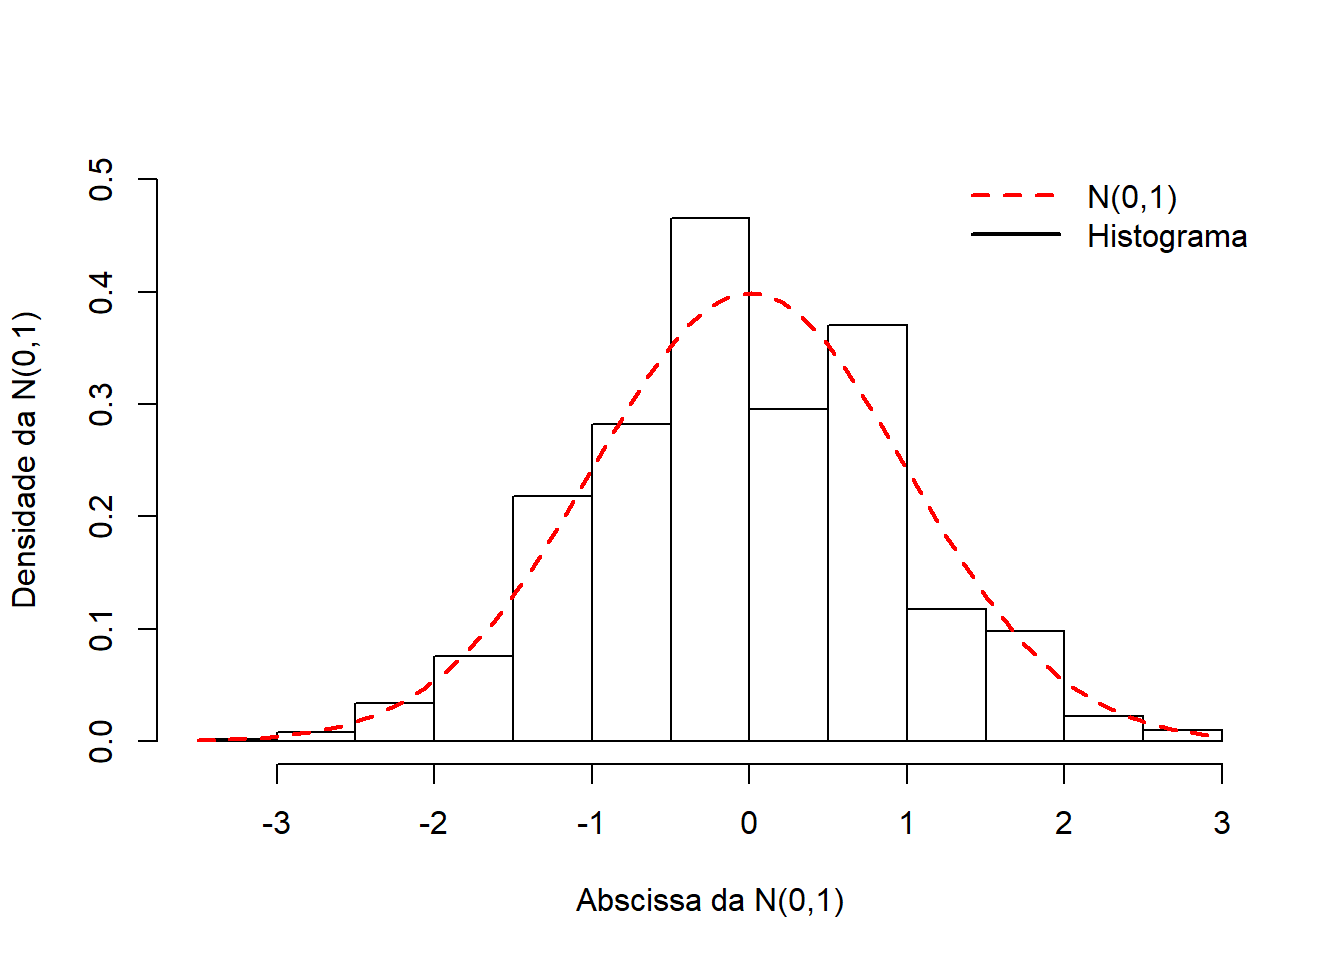 N(0,1)
Histograma
Densidade da N(0,1)
0.5
0.4
0.3
0.2
0.1
0.0
-3 -2 -1 0 1 2 3
Abscissa da N(0,1)